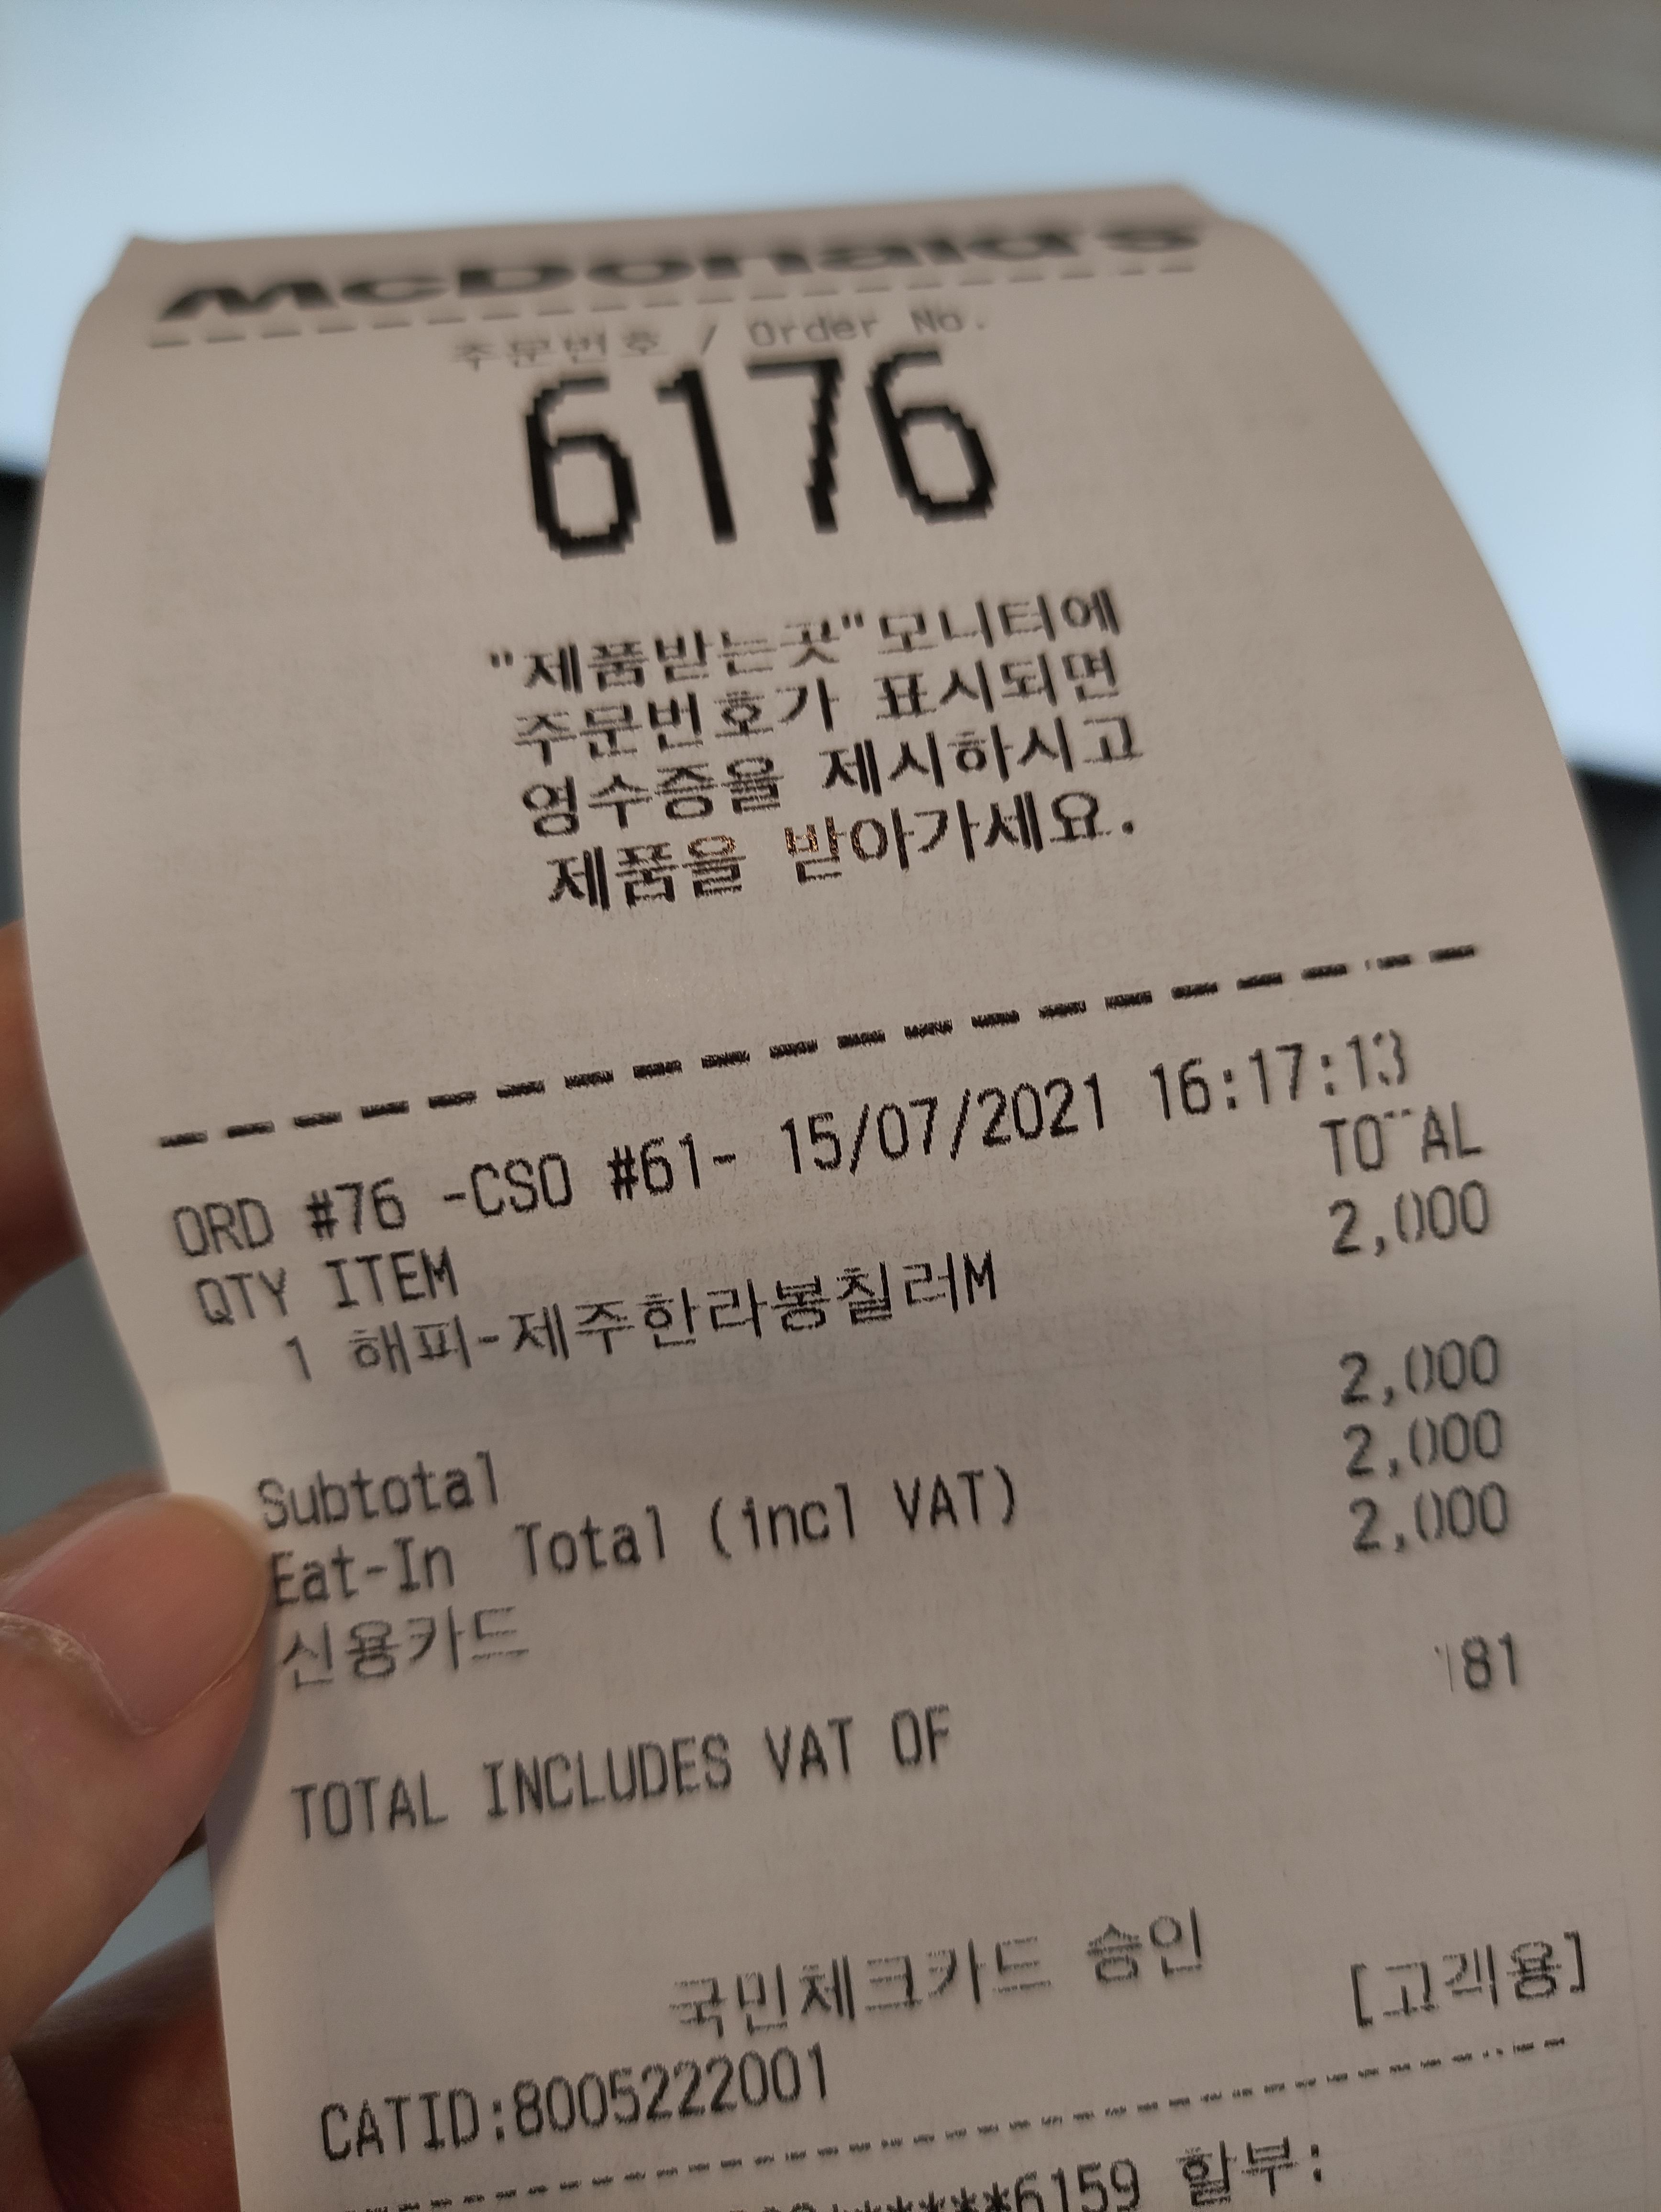 McDonald's
주문번호 / Order No.
6176
"제품받는곳"모니터에
주문번호가 표시되면
영수증을 제시하시고
제품을 받아가세요.
ORD #76 -CSO #61- 15/07/2021 16:17:13
QTY ITEM TOTAL
1 해피-제주한라봉칠러M 2,000
Subtotal 2,000
Eat-In Total (incl VAT) 2,000
신용카드 2,000
TOTAL INCLUDES VAT OF 181
국민체크카드 승인
CATID:8005222001 [고객용]
*****6159 할부: